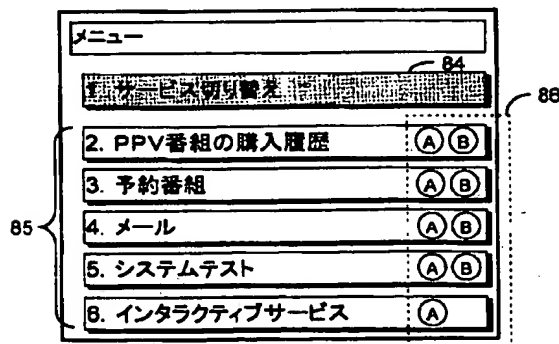 メニュー
84
1. サービス切り替え
88
2. PPV番組の購入履歴 A B
3. 予約番組 A B
85
4. メール A B
5. システムテスト A B
6. インタラクティブサービス A